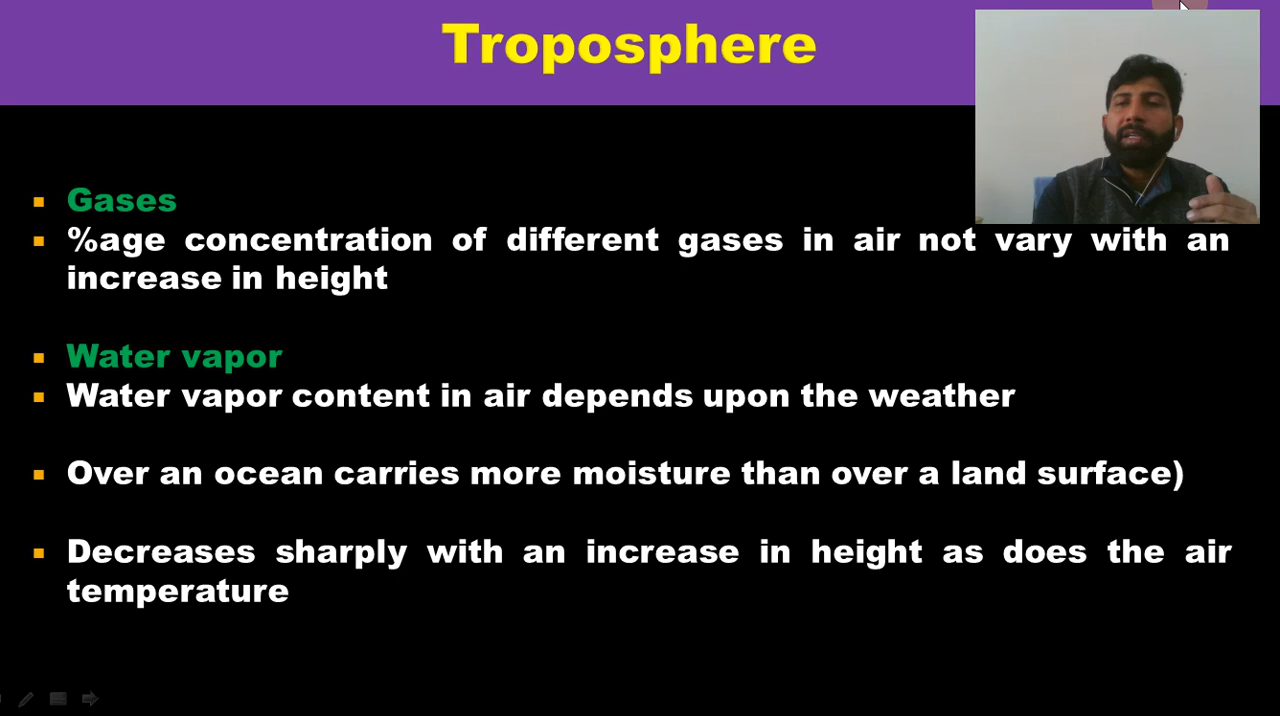 Troposphere
Gases
%age concentration of different gases in air not vary with an
increase in height
Water vapor
Water vapor content in air depends upon the weather
Over an ocean carries more moisture than over a land surface)
Decreases sharply with an increase in height as does the air
temperature